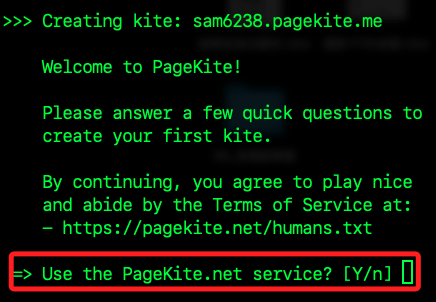 >>> Creating kite: sam6238.pagekite.me
Welcome to PageKite!
Please answer a few quick questions to
create your first kite.
By continuing, you agree to play nice
and abide by the Terms of Service at:
– https://pagekite.net/humans.txt
=> Use the PageKite.net service? [Y/n]